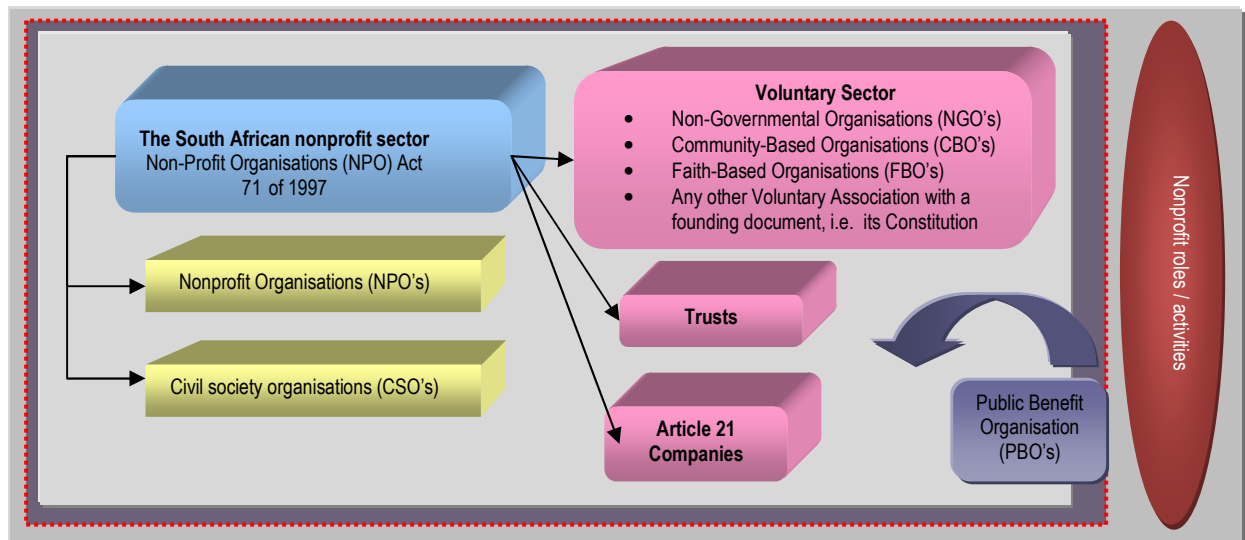 The South African nonprofit sector
Non-Profit Organisations (NPO) Act
71 of 1997
Voluntary Sector
• Non-Governmental Organisations (NGO's)
• Community-Based Organisations (CBO's)
• Faith-Based Organisations (FBO's)
• Any other Voluntary Association with a
founding document, i.e. its Constitution
Nonprofit Organisations (NPO's)
Civil society organisations (CSO's)
Trusts
Article 21
Companies
Public Benefit
Organisation
(PBO's)
Nonprofit roles / activities